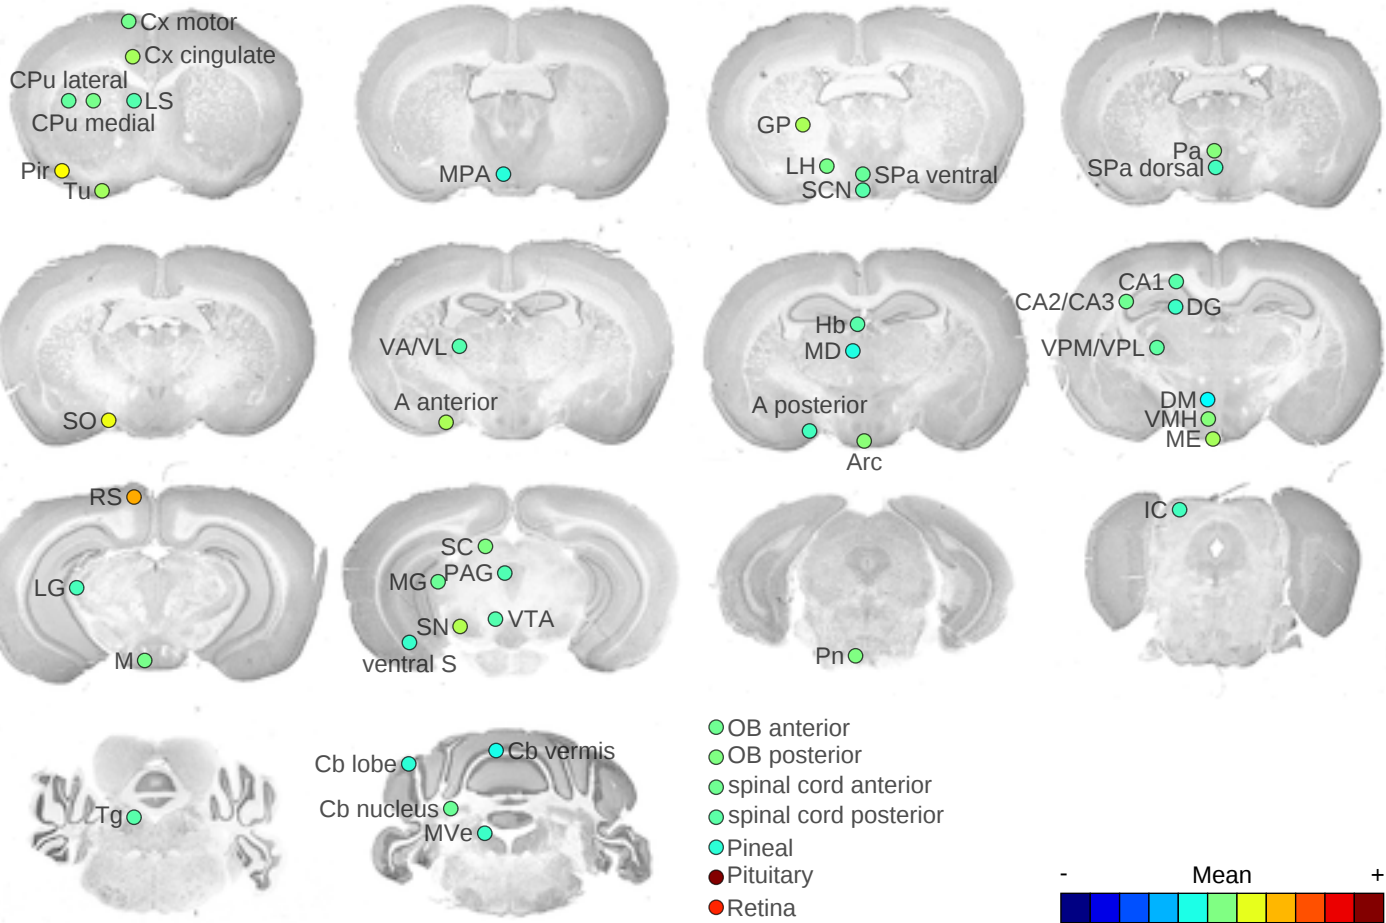 Cx motor
Cx cingulate
CPu lateral
LS
CPu medial
Pir
Tu
MPA
GP
LH
SPa ventral
SCN
Pa
SPa dorsal
SO
VA/VL
A anterior
Hb
MD
A posterior
Arc
CA1
CA2/CA3
DG
VPM/VPL
DM
VMH
ME
RS
LG
M
SC
MG
PAG
SN
VTA
ventral S
Pn
IC
Tg
Cb lobe
Cb vermis
Cb nucleus
MVe
OB anterior
OB posterior
spinal cord anterior
spinal cord posterior
Pineal
Pituitary
Retina
- Mean +